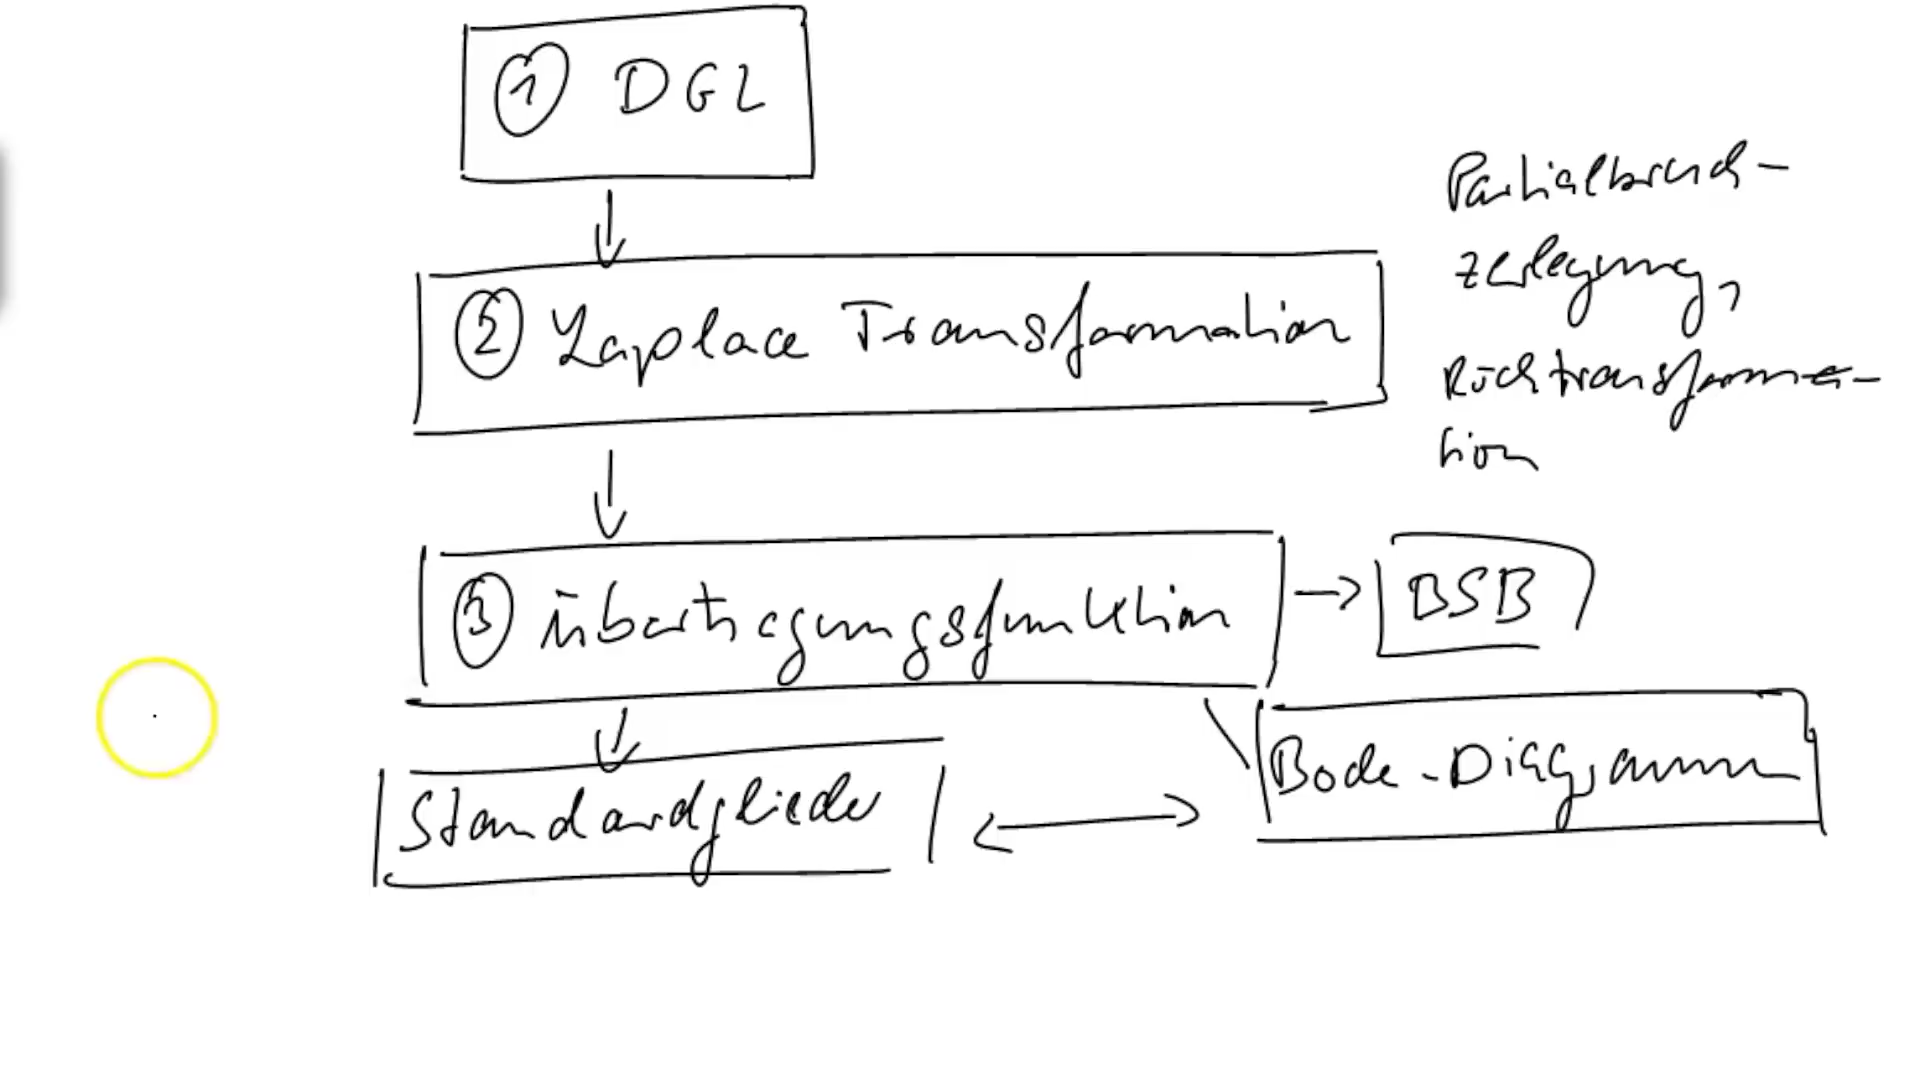 ① DGL
② Laplace Transformation
Partialbruch-
zerlegung,
Rücktransforma-
tion
③ Übertragungsfunktion
BSB
Standardglieder
Bode-Diagramm